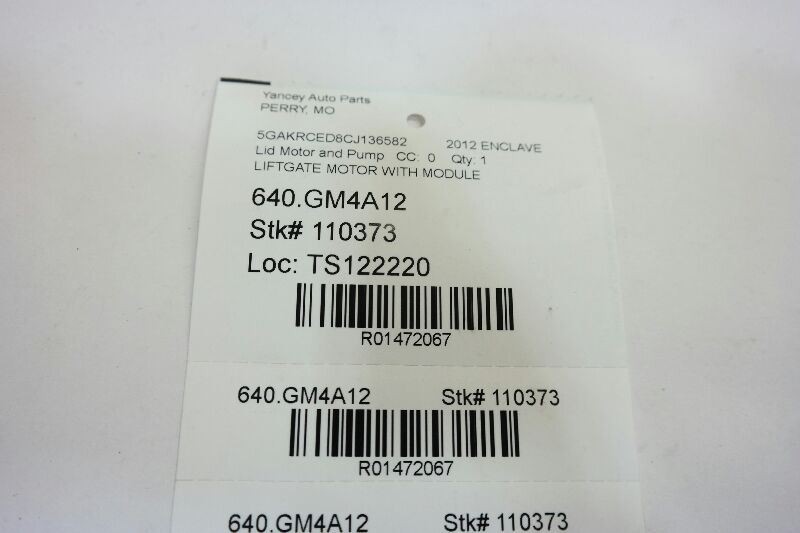 Yancey Auto Parts
PERRY, MO
5GAKRCED8CJ136582 2012 ENCLAVE
Lid Motor and Pump CC: 0 Qty: 1
LIFTGATE MOTOR WITH MODULE
640.GM4A12
Stk# 110373
Loc: TS122220
R01472067
640.GM4A12 Stk# 110373
R01472067
640.GM4A12 Stk# 110373